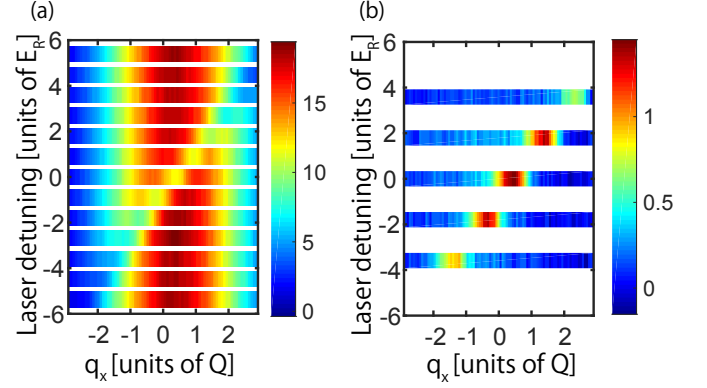 (a)
Laser detuning [units of E_R]
6
4
2
0
-2
-4
-6
-2 -1 0 1 2
q_x [units of Q]
15
10
5
0
(b)
Laser detuning [units of E_R]
6
4
2
0
-2
-4
-6
-2 -1 0 1 2
q_x [units of Q]
1
0.5
0